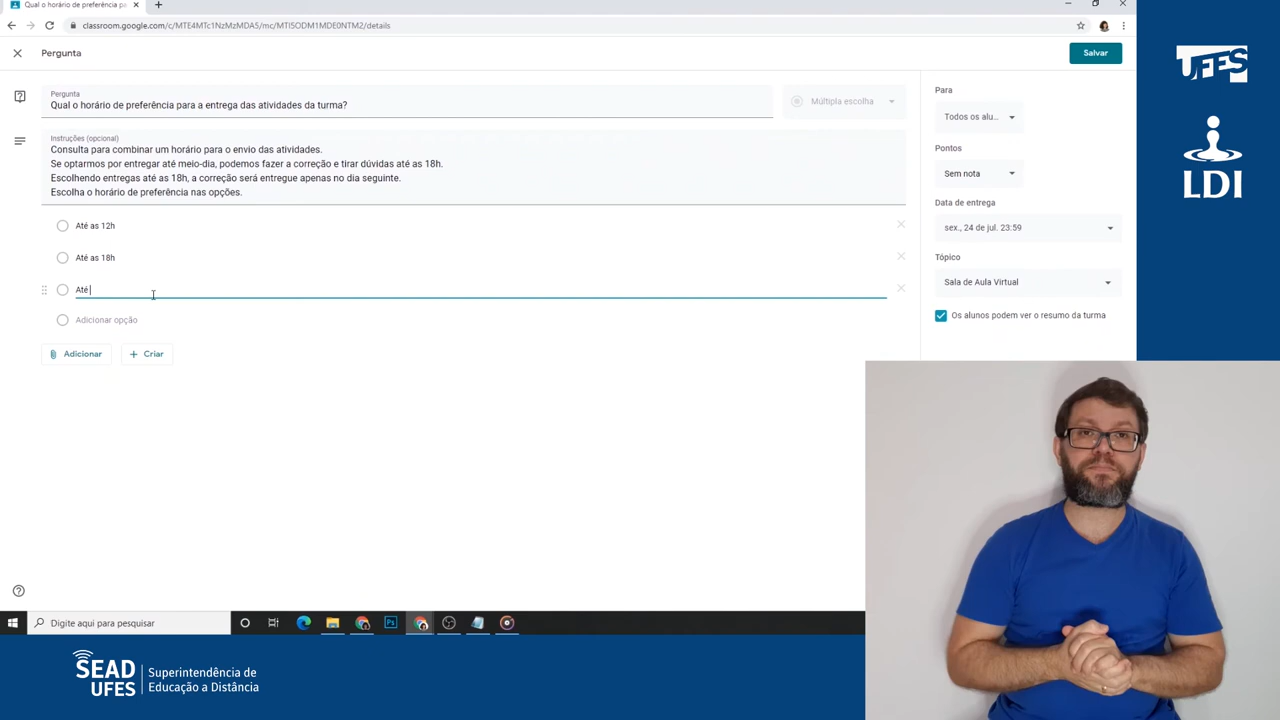 Qual o horário de preferência pa
classroom.google.com/c/MTE4MTc1NzMzMDA5/mc/MTI5ODM1MDE0NTM2/details
Pergunta
Salvar
Pergunta
Qual o horário de preferência para a entrega das atividades da turma?
Múltipla escolha
Instruções (opcional)
Consulta para combinar um horário para o envio das atividades.
Se optarmos por entregar até meio-dia, podemos fazer a correção e tirar dúvidas até as 18h.
Escolhendo entregas até as 18h, a correção será entregue apenas no dia seguinte.
Escolha o horário de preferência nas opções.
Até as 12h
Até as 18h
Até
Adicionar opção
Adicionar
Criar
Para
Todos os alu...
Pontos
Sem nota
Data de entrega
sex., 24 de jul. 23:59
Tópico
Sala de Aula Virtual
Os alunos podem ver o resumo da turma
Digite aqui para pesquisar
Ps
UFES
LDI
SEAD
UFES
Superintendência de
Educação a Distância